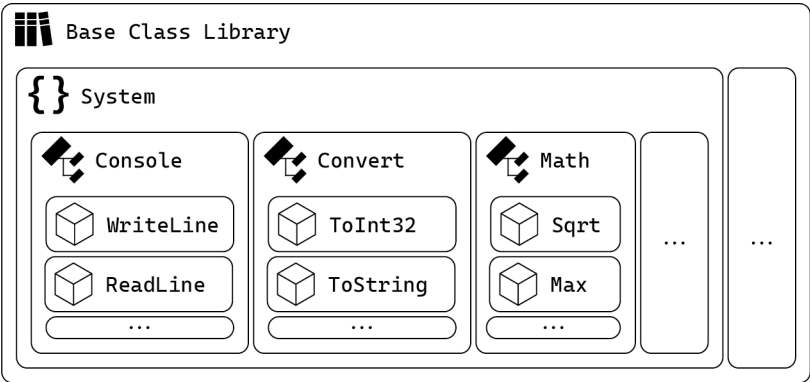 Base Class Library
{ } System
Console
Convert
Math
WriteLine
ToInt32
Sqrt
...
...
ReadLine
ToString
Max
...
...
...